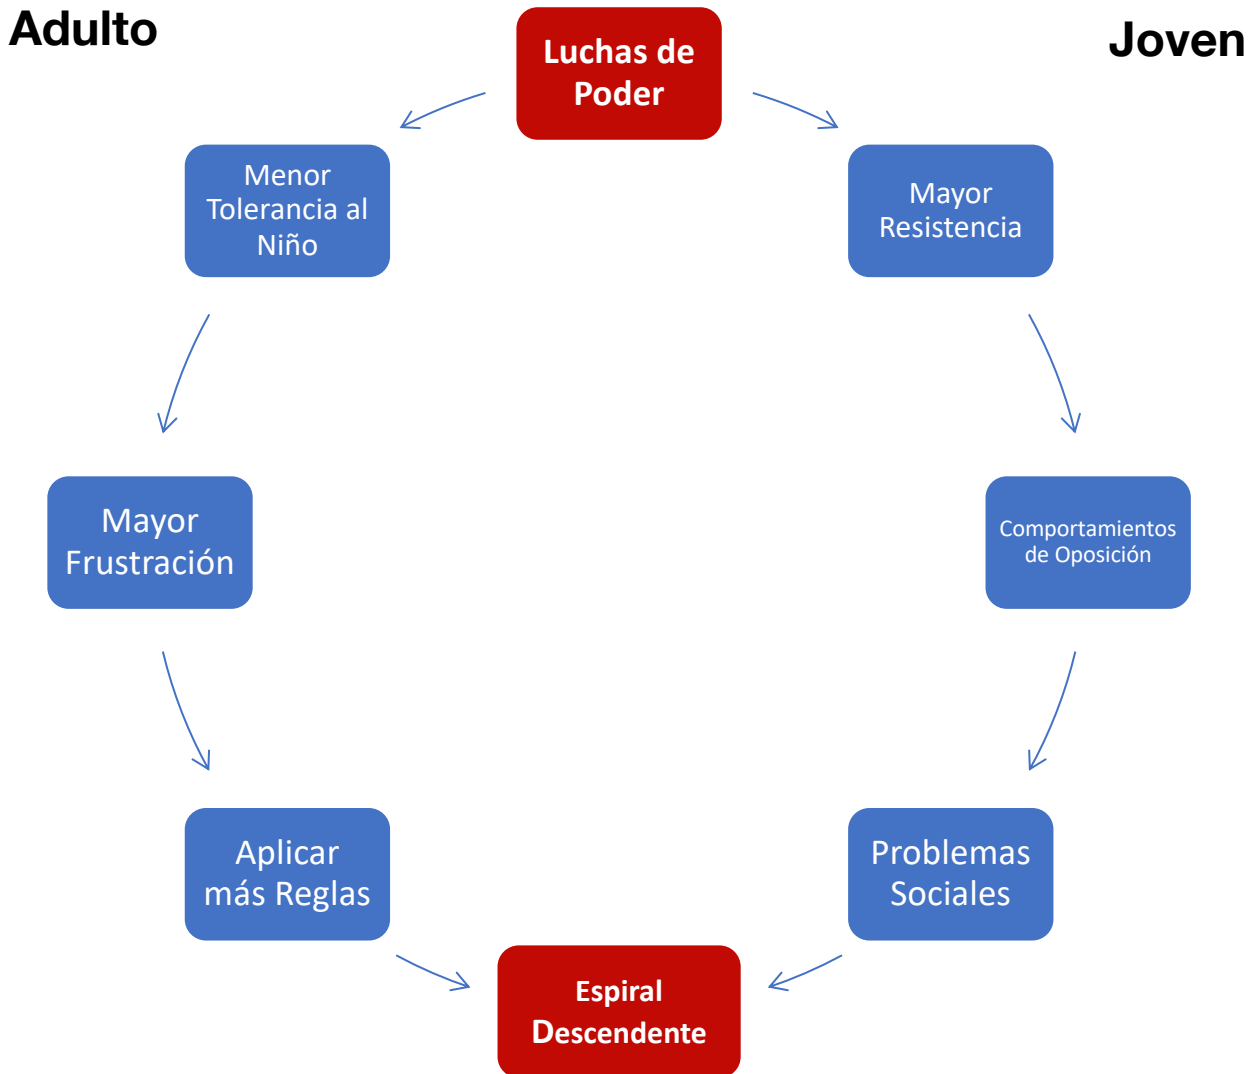 Adulto
Joven
Luchas de
Poder
Menor
Tolerancia al
Niño
Mayor
Resistencia
Mayor
Frustración
Comportamientos
de Oposición
Aplicar
más Reglas
Problemas
Sociales
Espiral
Descendente